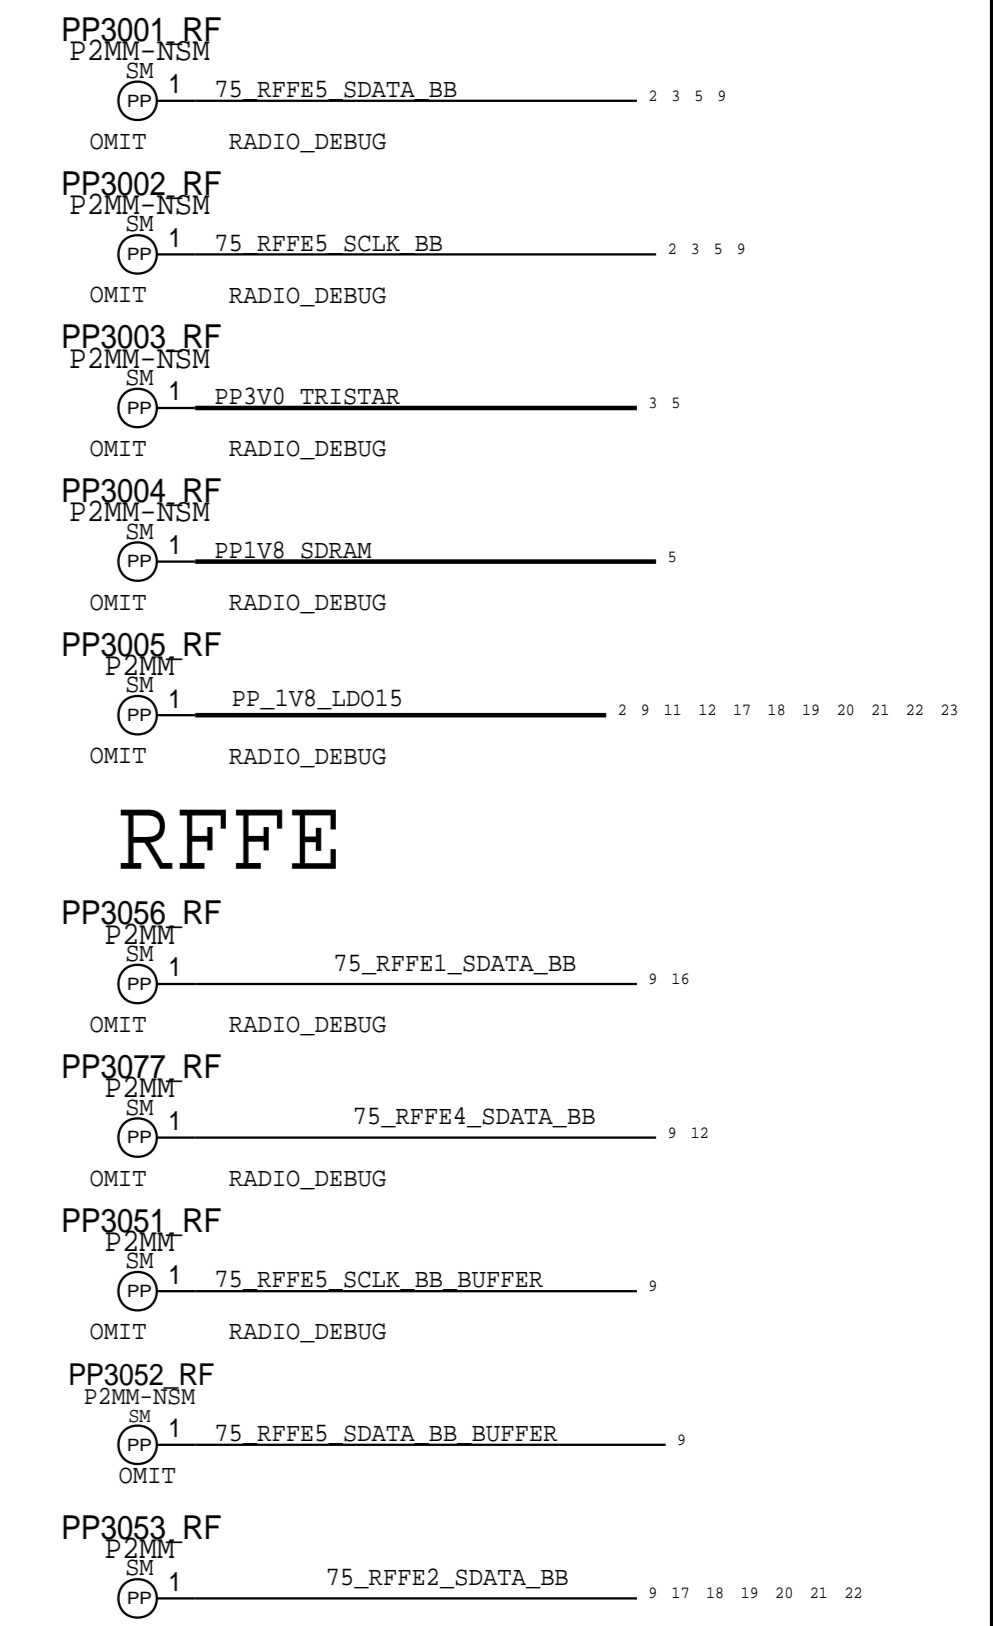 PP3001_RF
P2MM-NSM
SM
PP 1 75_RFFE5_SDATA_BB 2 3 5 9
OMIT RADIO_DEBUG
PP3002_RF
P2MM-NSM
SM
PP 1 75_RFFE5_SCLK_BB 2 3 5 9
OMIT RADIO_DEBUG
PP3003_RF
P2MM-NSM
SM
PP 1 PP3V0_TRISTAR 3 5
OMIT RADIO_DEBUG
PP3004_RF
P2MM-NSM
SM
PP 1 PP1V8_SDRAM 5
OMIT RADIO_DEBUG
PP3005_RF
P2MM
SM
PP 1 PP_1V8_LDO15 2 9 11 12 17 18 19 20 21 22 23
OMIT RADIO_DEBUG
RFFE
PP3056_RF
P2MM
SM
PP 1 75_RFFE1_SDATA_BB 9 16
OMIT RADIO_DEBUG
PP3077_RF
P2MM
SM
PP 1 75_RFFE4_SDATA_BB 9 12
OMIT RADIO_DEBUG
PP3051_RF
P2MM
SM
PP 1 75_RFFE5_SCLK_BB_BUFFER 9
OMIT RADIO_DEBUG
PP3052_RF
P2MM-NSM
SM
PP 1 75_RFFE5_SDATA_BB_BUFFER 9
OMIT
PP3053_RF
P2MM
SM
PP 1 75_RFFE2_SDATA_BB 9 17 18 19 20 21 22